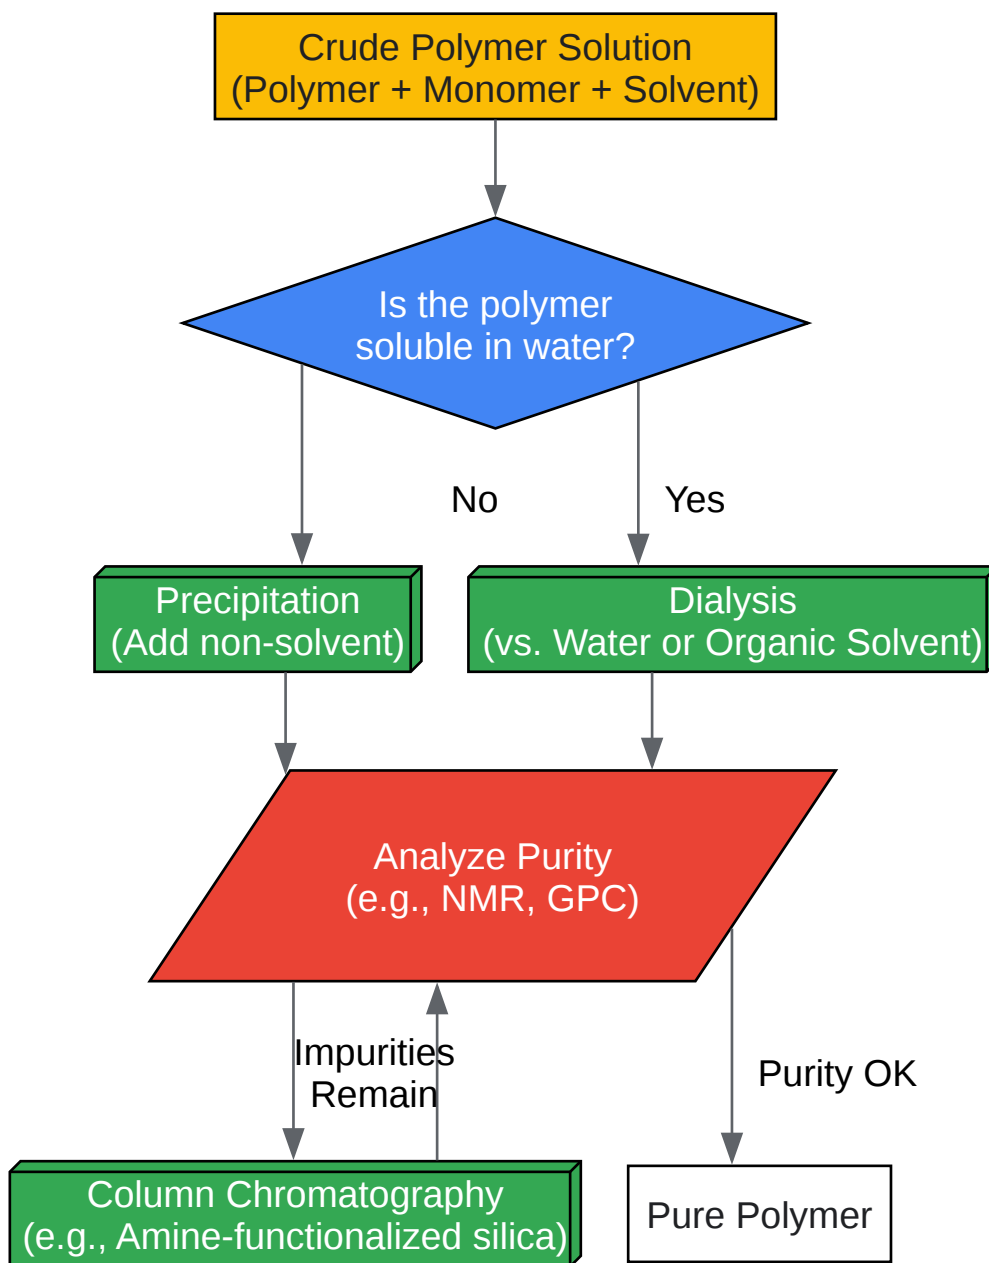 Crude Polymer Solution
(Polymer + Monomer + Solvent)
Is the polymer
soluble in water?
No
Yes
Precipitation
(Add non-solvent)
Dialysis
(vs. Water or Organic Solvent)
Analyze Purity
(e.g., NMR, GPC)
Impurities
Remain
Purity OK
Column Chromatography
(e.g., Amine-functionalized silica)
Pure Polymer